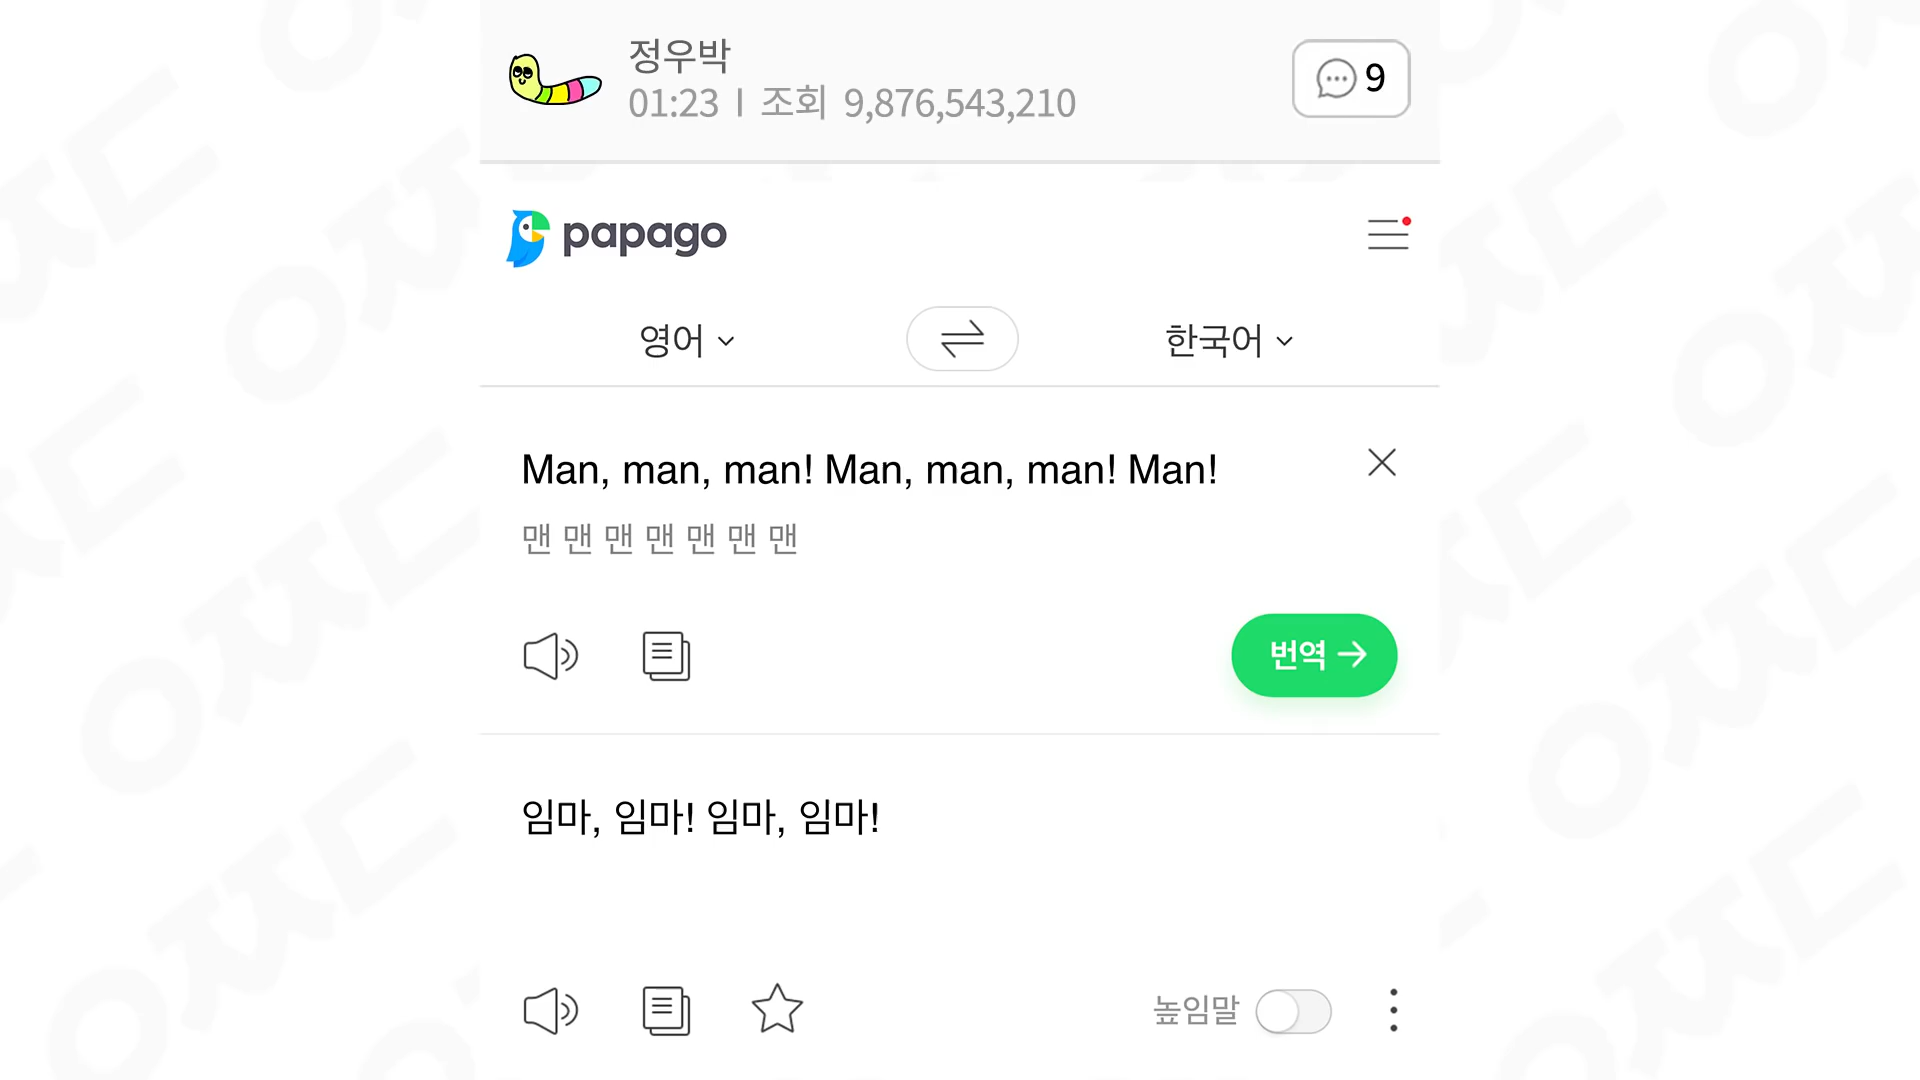 정우박
01:23 | 조회 9,876,543,210
9
papago
영어
한국어
Man, man, man! Man, man, man! Man!
맨 맨 맨 맨 맨 맨 맨
번역
임마, 임마! 임마, 임마!
높임말